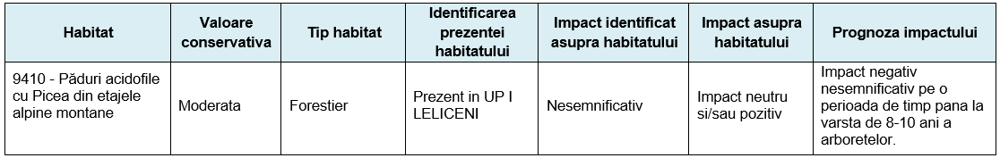 Habitat
Valoare
conservativa
Tip habitat
Identificarea
prezentei
habitatului
Impact identificat
asupra habitatului
Impact asupra
habitatului
Prognoza impactului
9410 - Păduri acidofile
cu Picea din etajele
alpine montane
Moderata
Forestier
Prezent in UP I
LELICENI
Nesemnificativ
Impact neutru
si/sau pozitiv
Impact negativ
nesemnificativ pe o
perioada de timp pana la
varsta de 8-10 ani a
arboretelor.